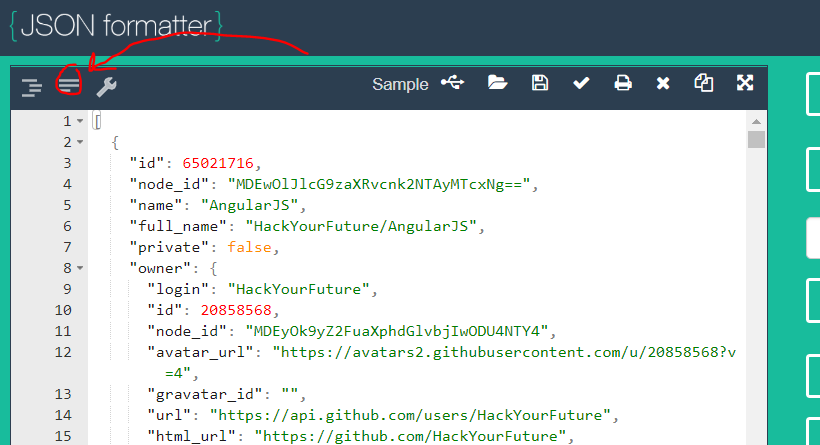 {JSON formatter}
Sample
1 [
2 {
3 "id": 65021716,
4 "node_id": "MDEwOlJlcG9zaXRvcnk2NTAyMTcxNg==",
5 "name": "AngularJS",
6 "full_name": "HackYourFuture/AngularJS",
7 "private": false,
8 "owner": {
9 "login": "HackYourFuture",
10 "id": 20858568,
11 "node_id": "MDEyOk9yZ2FuaXphdGlvbjIwODU4NTY4",
12 "avatar_url": "https://avatars2.githubusercontent.com/u/20858568?v
=4",
13 "gravatar_id": "",
14 "url": "https://api.github.com/users/HackYourFuture",
15 "html_url": "https://github.com/HackYourFuture",